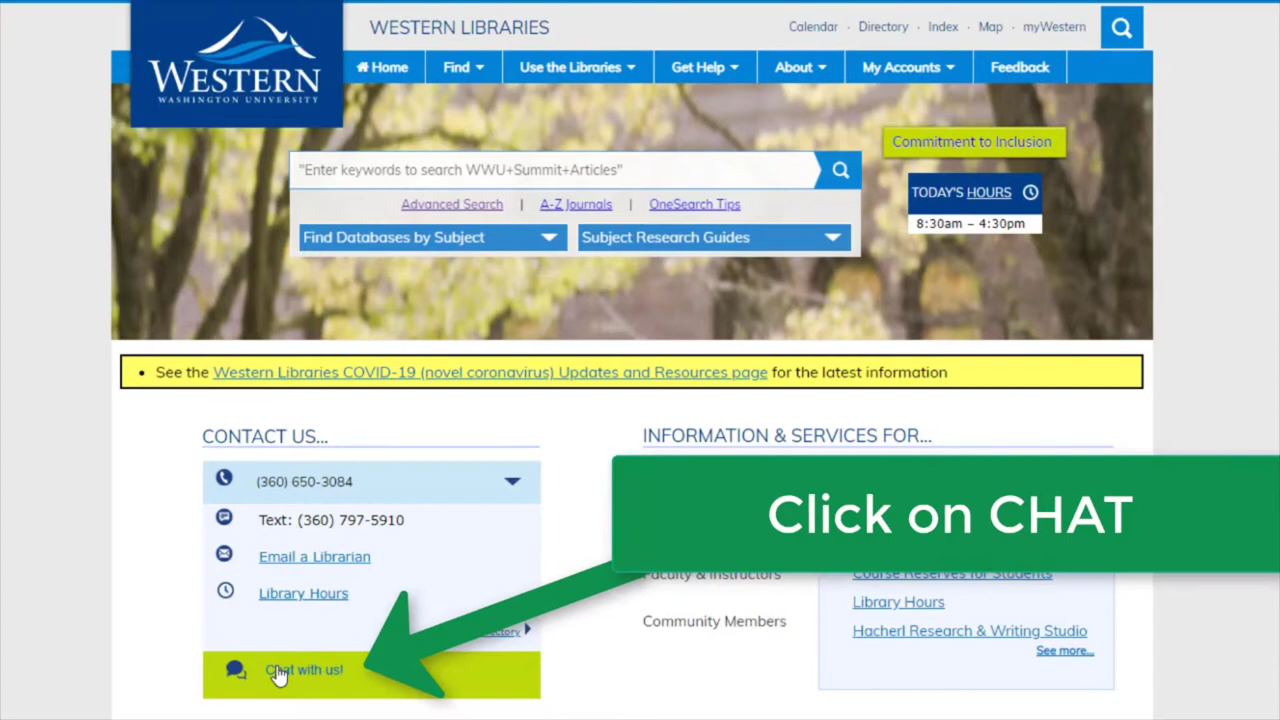 WESTERN
WASHINGTON UNIVERSITY
WESTERN LIBRARIES
Calendar · Directory · Index · Map · myWestern
Home Find Use the Libraries Get Help About My Accounts Feedback
Commitment to Inclusion
"Enter keywords to search WWU+Summit+Articles"
TODAY'S HOURS
8:30am – 4:30pm
Advanced Search | A-Z Journals | OneSearch Tips
Find Databases by Subject Subject Research Guides
• See the Western Libraries COVID-19 (novel coronavirus) Updates and Resources page for the latest information
CONTACT US...
(360) 650-3084
Text: (360) 797-5910
Email a Librarian
Library Hours
Chat with us!
INFORMATION & SERVICES FOR...
Click on CHAT
Faculty & Instructors
Community Members
Course Reserves for Students
Library Hours
Hacherl Research & Writing Studio
See more...